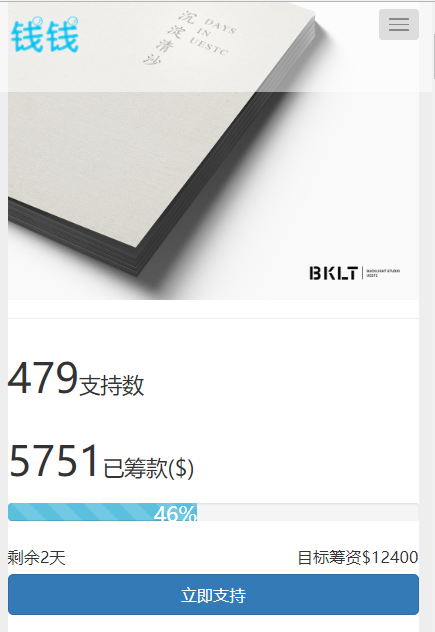 钱钱
沉淀清沙
DAYS
IN
UESTC
BKLT
479支持数
5751已筹款($)
46%
剩余2天
目标筹资$12400
立即支持